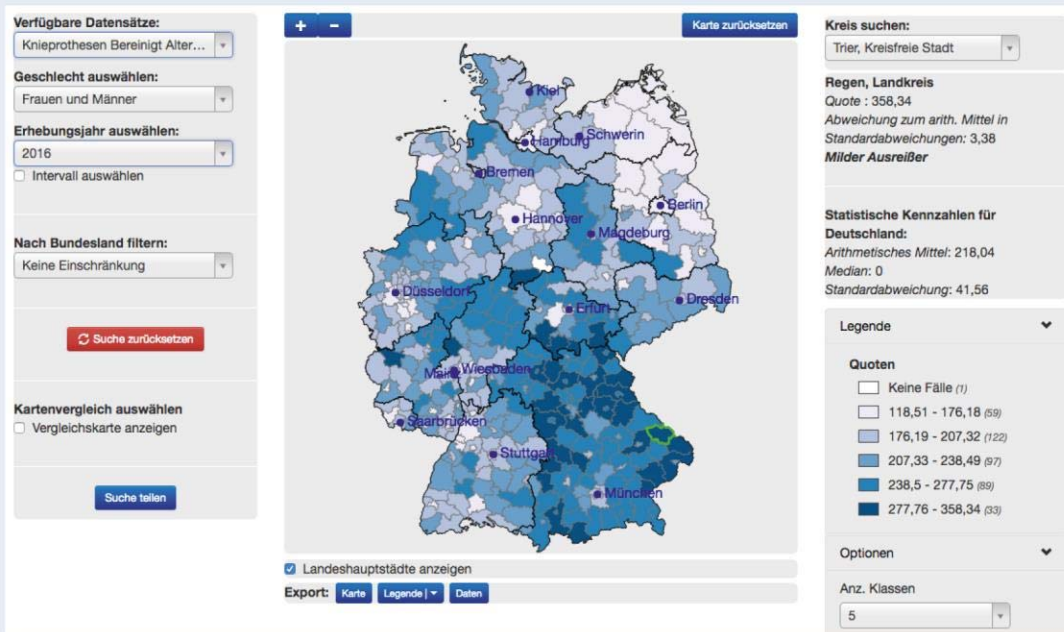 Verfügbare Datensätze:
Knieprothesen Bereinigt Alter...
Geschlecht auswählen:
Frauen und Männer
Erhebungsjahr auswählen:
2016
Intervall auswählen
Nach Bundesland filtern:
Keine Einschränkung
Suche zurücksetzen
Kartenvergleich auswählen
Vergleichskarte anzeigen
Suche teilen
+ −
Karte zurücksetzen
Kiel
Schwerin
Hamburg
Bremen
Berlin
Hannover
Magdeburg
Düsseldorf
Erfurt
Dresden
Wiesbaden
Mainz
Saarbrücken
Stuttgart
München
Landeshauptstädte anzeigen
Export: Karte Legende | Daten
Kreis suchen:
Trier, Kreisfreie Stadt
Regen, Landkreis
Quote : 358,34
Abweichung zum arith. Mittel in
Standardabweichungen: 3,38
Milder Ausreißer
Statistische Kennzahlen für
Deutschland:
Arithmetisches Mittel: 218,04
Median: 0
Standardabweichung: 41,56
Legende
Quoten
Keine Fälle (1)
118,51 - 176,18 (59)
176,19 - 207,32 (122)
207,33 - 238,49 (97)
238,5 - 277,75 (89)
277,76 - 358,34 (33)
Optionen
Anz. Klassen
5